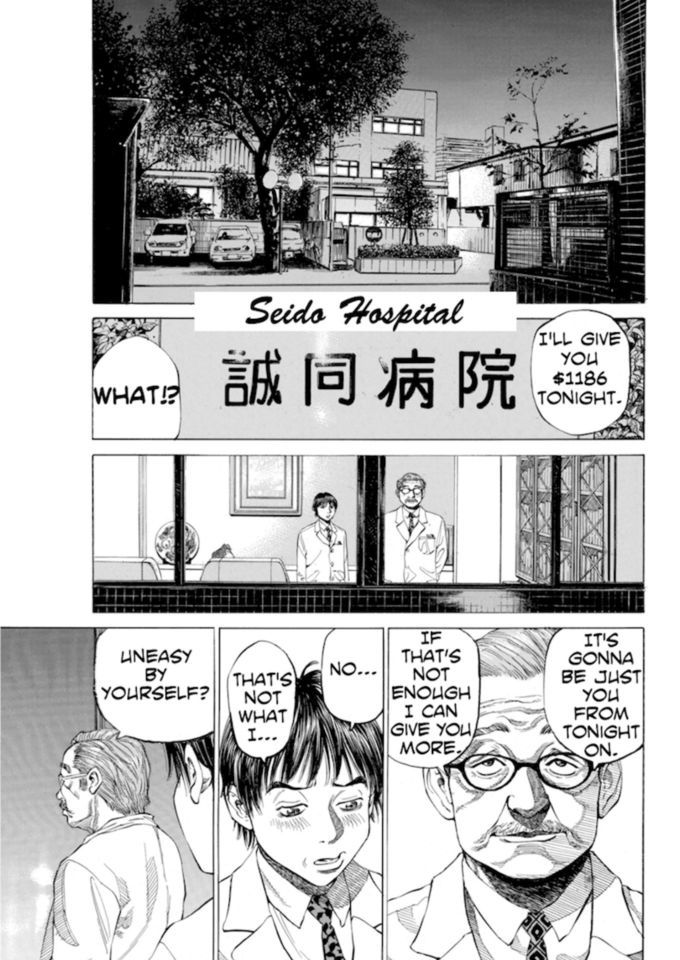 Seido Hospital
誠同病院
I'LL GIVE
YOU
$1186
TONIGHT.
WHAT!?
IT'S
GONNA
BE JUST
YOU
FROM
TONIGHT
ON.
IF
THAT'S
NOT
ENOUGH
I CAN
GIVE YOU
MORE.
NO...
THAT'S
NOT
WHAT
I...
UNEASY
BY
YOURSELF?